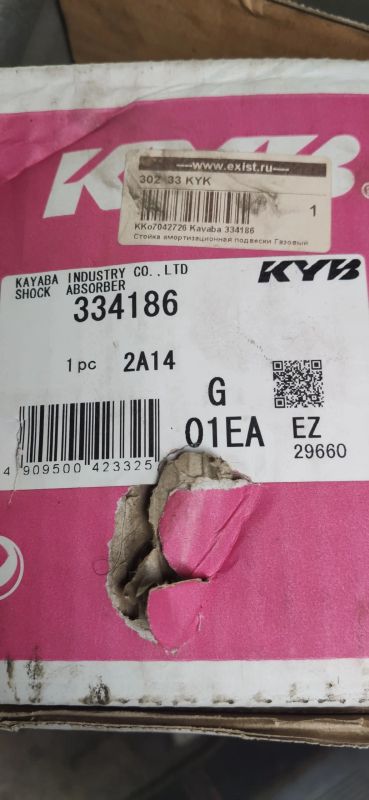 KYB
®
----www.exist.ru----
302 33 KYK
1
KKo7042726 Kayaba 334186
Стойка амортизационная подвески Газовый
KAYABA INDUSTRY CO.,LTD
SHOCK ABSORBER
KYB
334186
1pc 2A14
G
01EA EZ
29660
4 909500 423325